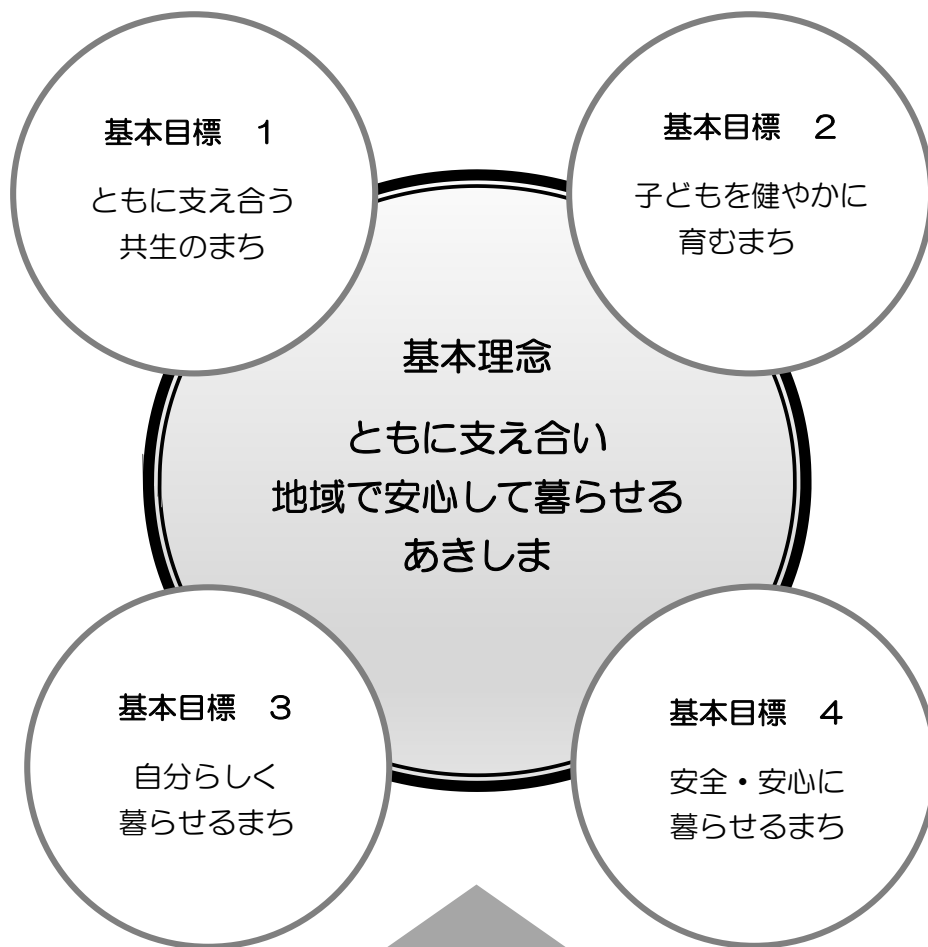 基本目標　1
ともに支え合う
共生のまち
基本目標　2
子どもを健やかに
育むまち
基本理念
ともに支え合い
地域で安心して暮らせる
あきしま
基本目標　3
自分らしく
暮らせるまち
基本目標　4
安全・安心に
暮らせるまち